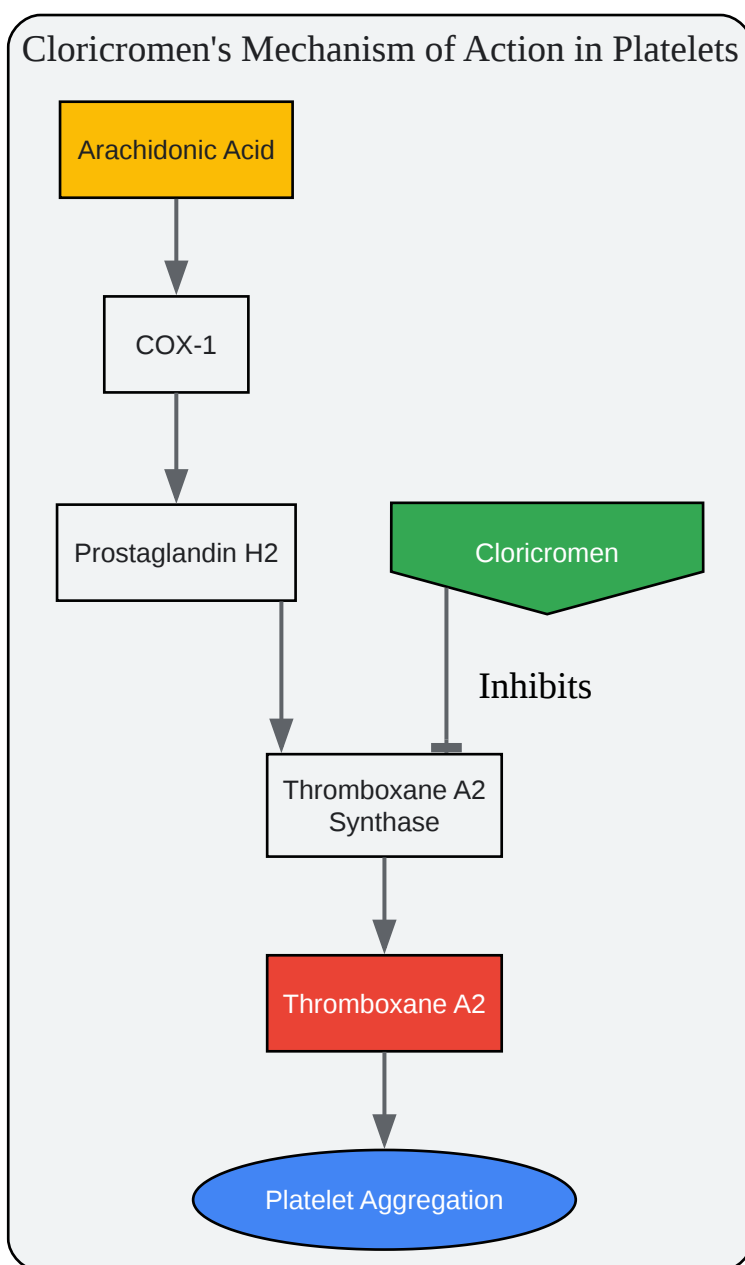 Cloricromen's Mechanism of Action in Platelets
Arachidonic Acid
COX-1
Prostaglandin H2
Cloricromen
Inhibits
Thromboxane A2
Synthase
Thromboxane A2
Platelet Aggregation